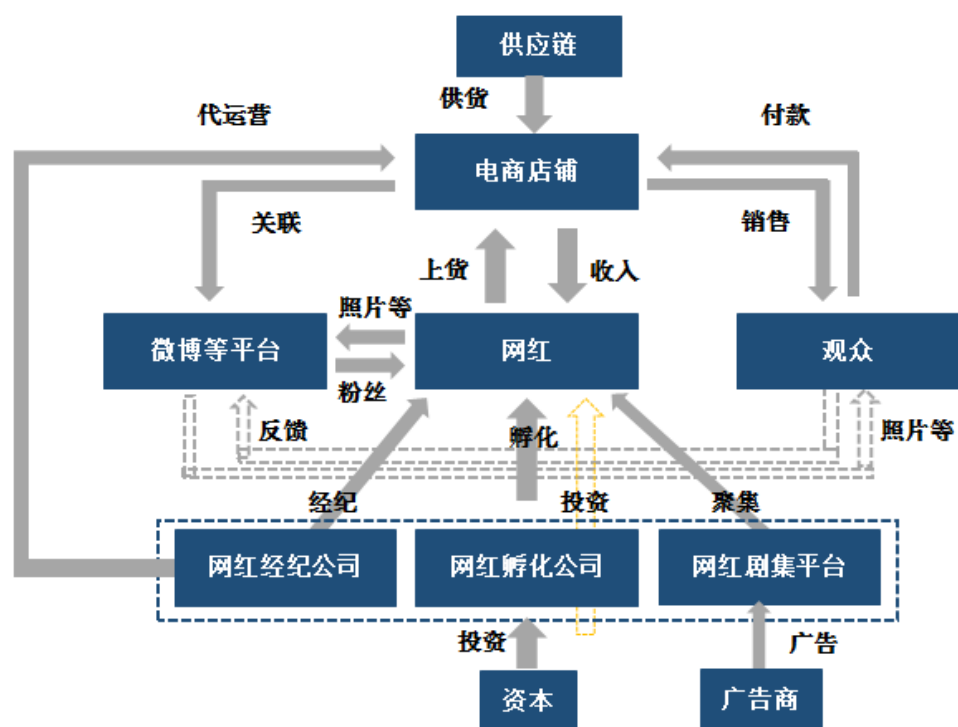 供应链
供货
代运营
付款
电商店铺
关联
销售
上货
收入
照片等
微博等平台
网红
观众
粉丝
反馈
孵化
照片等
经纪
投资
聚集
网红经纪公司
网红孵化公司
网红剧集平台
投资
广告
资本
广告商